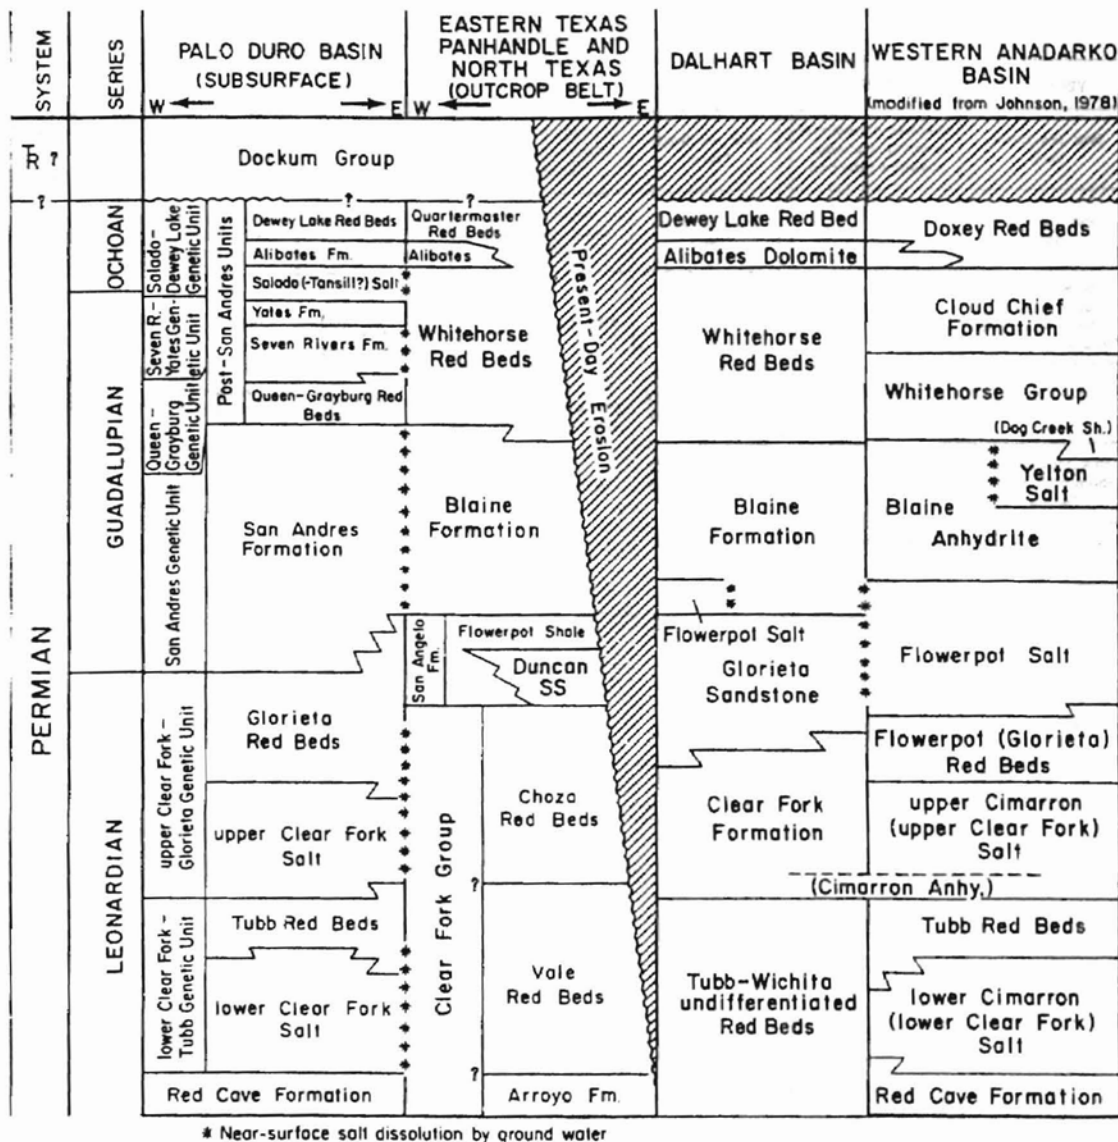 SYSTEM
SERIES
PALO DURO BASIN
(SUBSURFACE)
W
E
EASTERN TEXAS
PANHANDLE AND
NORTH TEXAS
(OUTCROP BELT)
W
E
DALHART BASIN
WESTERN ANADARKO
BASIN
(modified from Johnson, 1978)
TR ?
Dockum Group
?
?
?
PERMIAN
OCHOAN
GUADALUPIAN
LEONARDIAN
Salado-
Dewey Lake
Genetic Unit
Seven R.-
Yates Gen-
etic Unit
Queen-
Grayburg
Genetic Unit
San Andres Genetic Unit
upper Clear Fork-
Glorieta Genetic Unit
lower Clear Fork-
Tubb Genetic Unit
Post-San Andres Units
Dewey Lake Red Beds
Alibates Fm.
Salado (-Tansill?) Salt
Yates Fm.
Seven Rivers Fm.
Queen-Grayburg Red
Beds
San Andres
Formation
Glorieta
Red Beds
upper Clear Fork
Salt
Tubb Red Beds
lower Clear Fork
Salt
Red Cave Formation
Quartermaster
Red Beds
Alibates
Whitehorse
Red Beds
Blaine
Formation
San Angelo
Fm.
Flowerpot Shale
Duncan
SS
Clear Fork Group
Choza
Red Beds
?
Vale
Red Beds
?
Arroyo Fm.
Present-Day
Erosion
Dewey Lake Red Bed
Alibates Dolomite
Whitehorse
Red Beds
Blaine
Formation
Flowerpot Salt
Glorieta
Sandstone
Clear Fork
Formation
(Cimarron Anhy.)
Tubb-Wichita
undifferentiated
Red Beds
Doxey Red Beds
Cloud Chief
Formation
Whitehorse Group
(Dog Creek Sh.)
Yelton
Salt
Blaine
Anhydrite
Flowerpot Salt
Flowerpot (Glorieta)
Red Beds
upper Cimarron
(upper Clear Fork)
Salt
Tubb Red Beds
lower Cimarron
(lower Clear Fork)
Salt
Red Cave Formation
* Near-surface salt dissolution by ground water